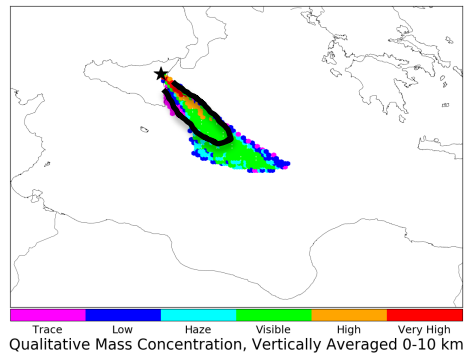 Trace Low Haze Visible High Very High
Qualitative Mass Concentration, Vertically Averaged 0-10 km